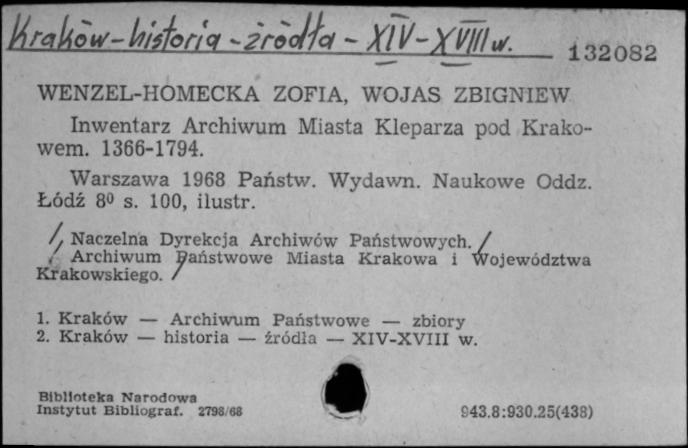 Kraków - historia - źródła - XIV - XVIII w.
132082
WENZEL-HOMECKA ZOFIA, WOJAS ZBIGNIEW
Inwentarz Archiwum Miasta Kleparza pod Krako-
wem. 1366-1794.
Warszawa 1968 Państw. Wydawn. Naukowe Oddz.
Łódź 8⁰ s. 100, ilustr.
/ Naczelna Dyrekcja Archiwów Państwowych. /
/ Archiwum Państwowe Miasta Krakowa i Województwa
Krakowskiego. /
1. Kraków — Archiwum Państwowe — zbiory
2. Kraków — historia — źródła — XIV-XVIII w.
Biblioteka Narodowa
Instytut Bibliograf. 2798/68
943.8:930.25(438)